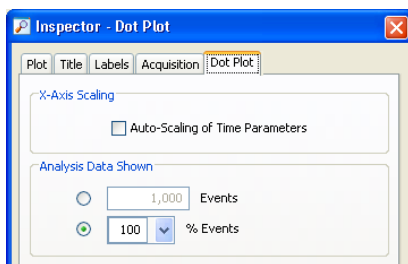 Inspector - Dot Plot
Plot Title Labels Acquisition Dot Plot
X-Axis Scaling
Auto-Scaling of Time Parameters
Analysis Data Shown
1,000 Events
100 % Events